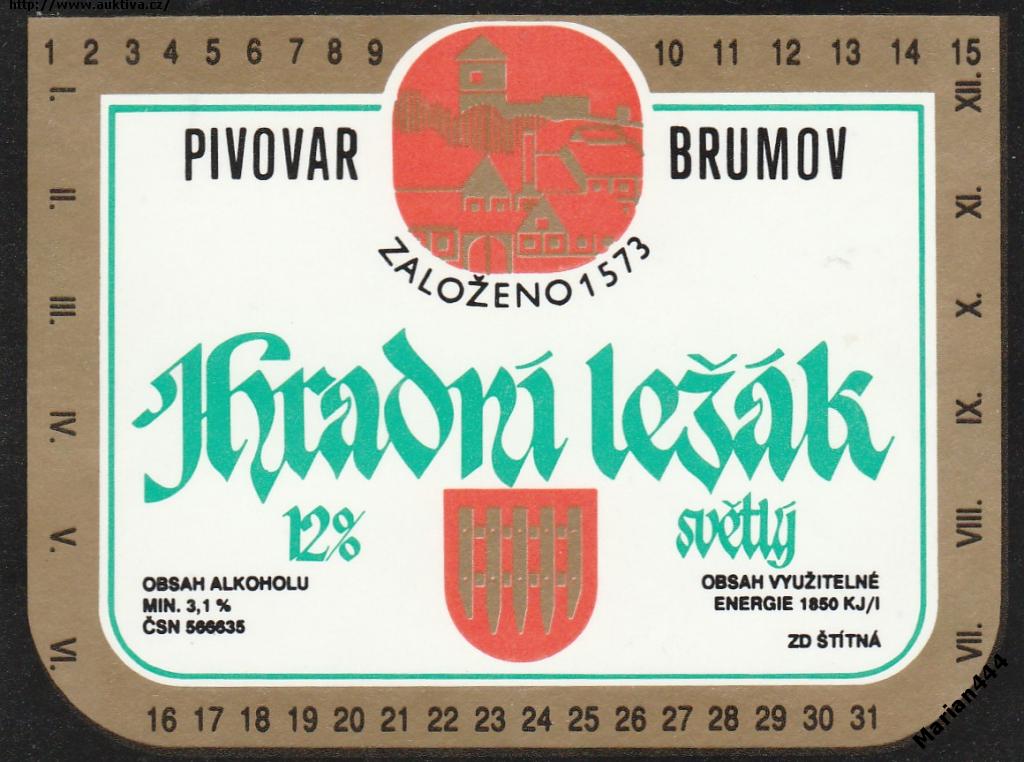 http://www.auktiva.cz/
1 2 3 4 5 6 7 8 9 10 11 12 13 14 15
I. II. III. IV. V. VI.
PIVOVAR BRUMOV
ZALOŽENO 1573
Hradní ležák
12% světlý
OBSAH ALKOHOLU
MIN. 3,1 %
ČSN 566635
OBSAH VYUŽITELNÉ
ENERGIE 1850 KJ/l
ZD ŠTÍTNÁ
XII. XI. X. IX. VIII. VII.
16 17 18 19 20 21 22 23 24 25 26 27 28 29 30 31
Marian444